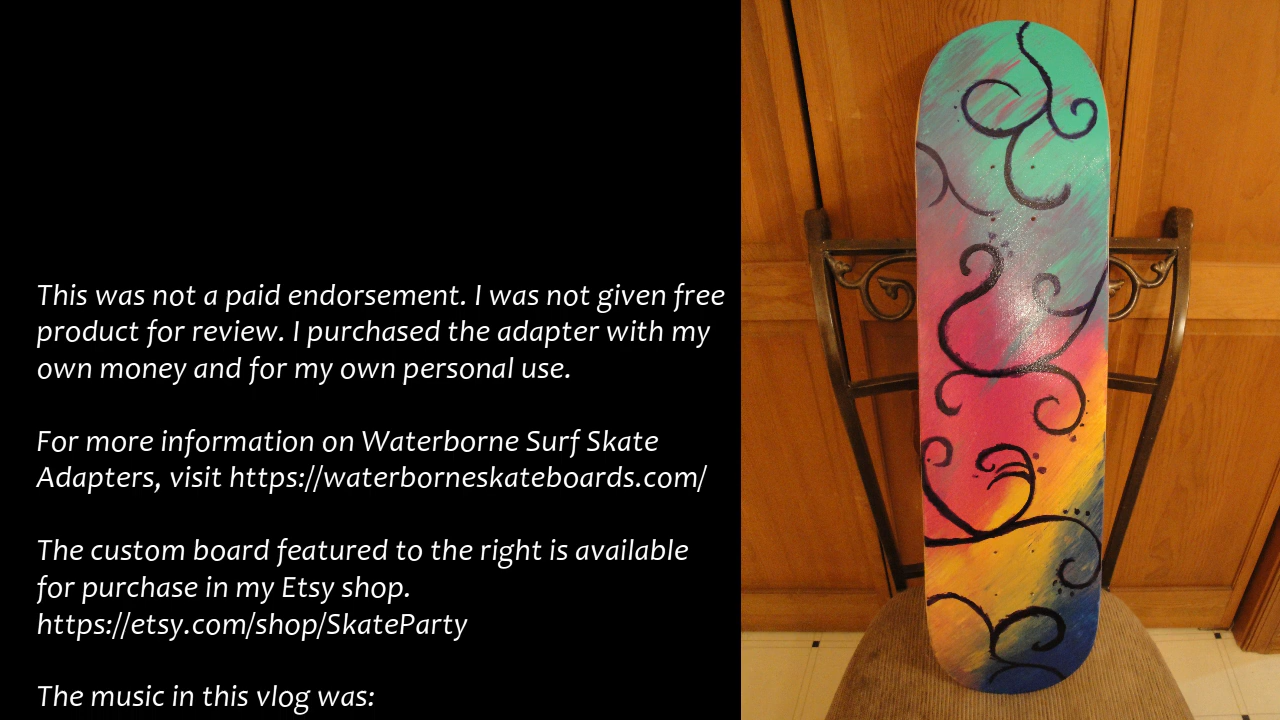 This was not a paid endorsement. I was not given free
product for review. I purchased the adapter with my
own money and for my own personal use.
For more information on Waterborne Surf Skate
Adapters, visit https://waterborneskateboards.com/
The custom board featured to the right is available
for purchase in my Etsy shop.
https://etsy.com/shop/SkateParty
The music in this vlog was: